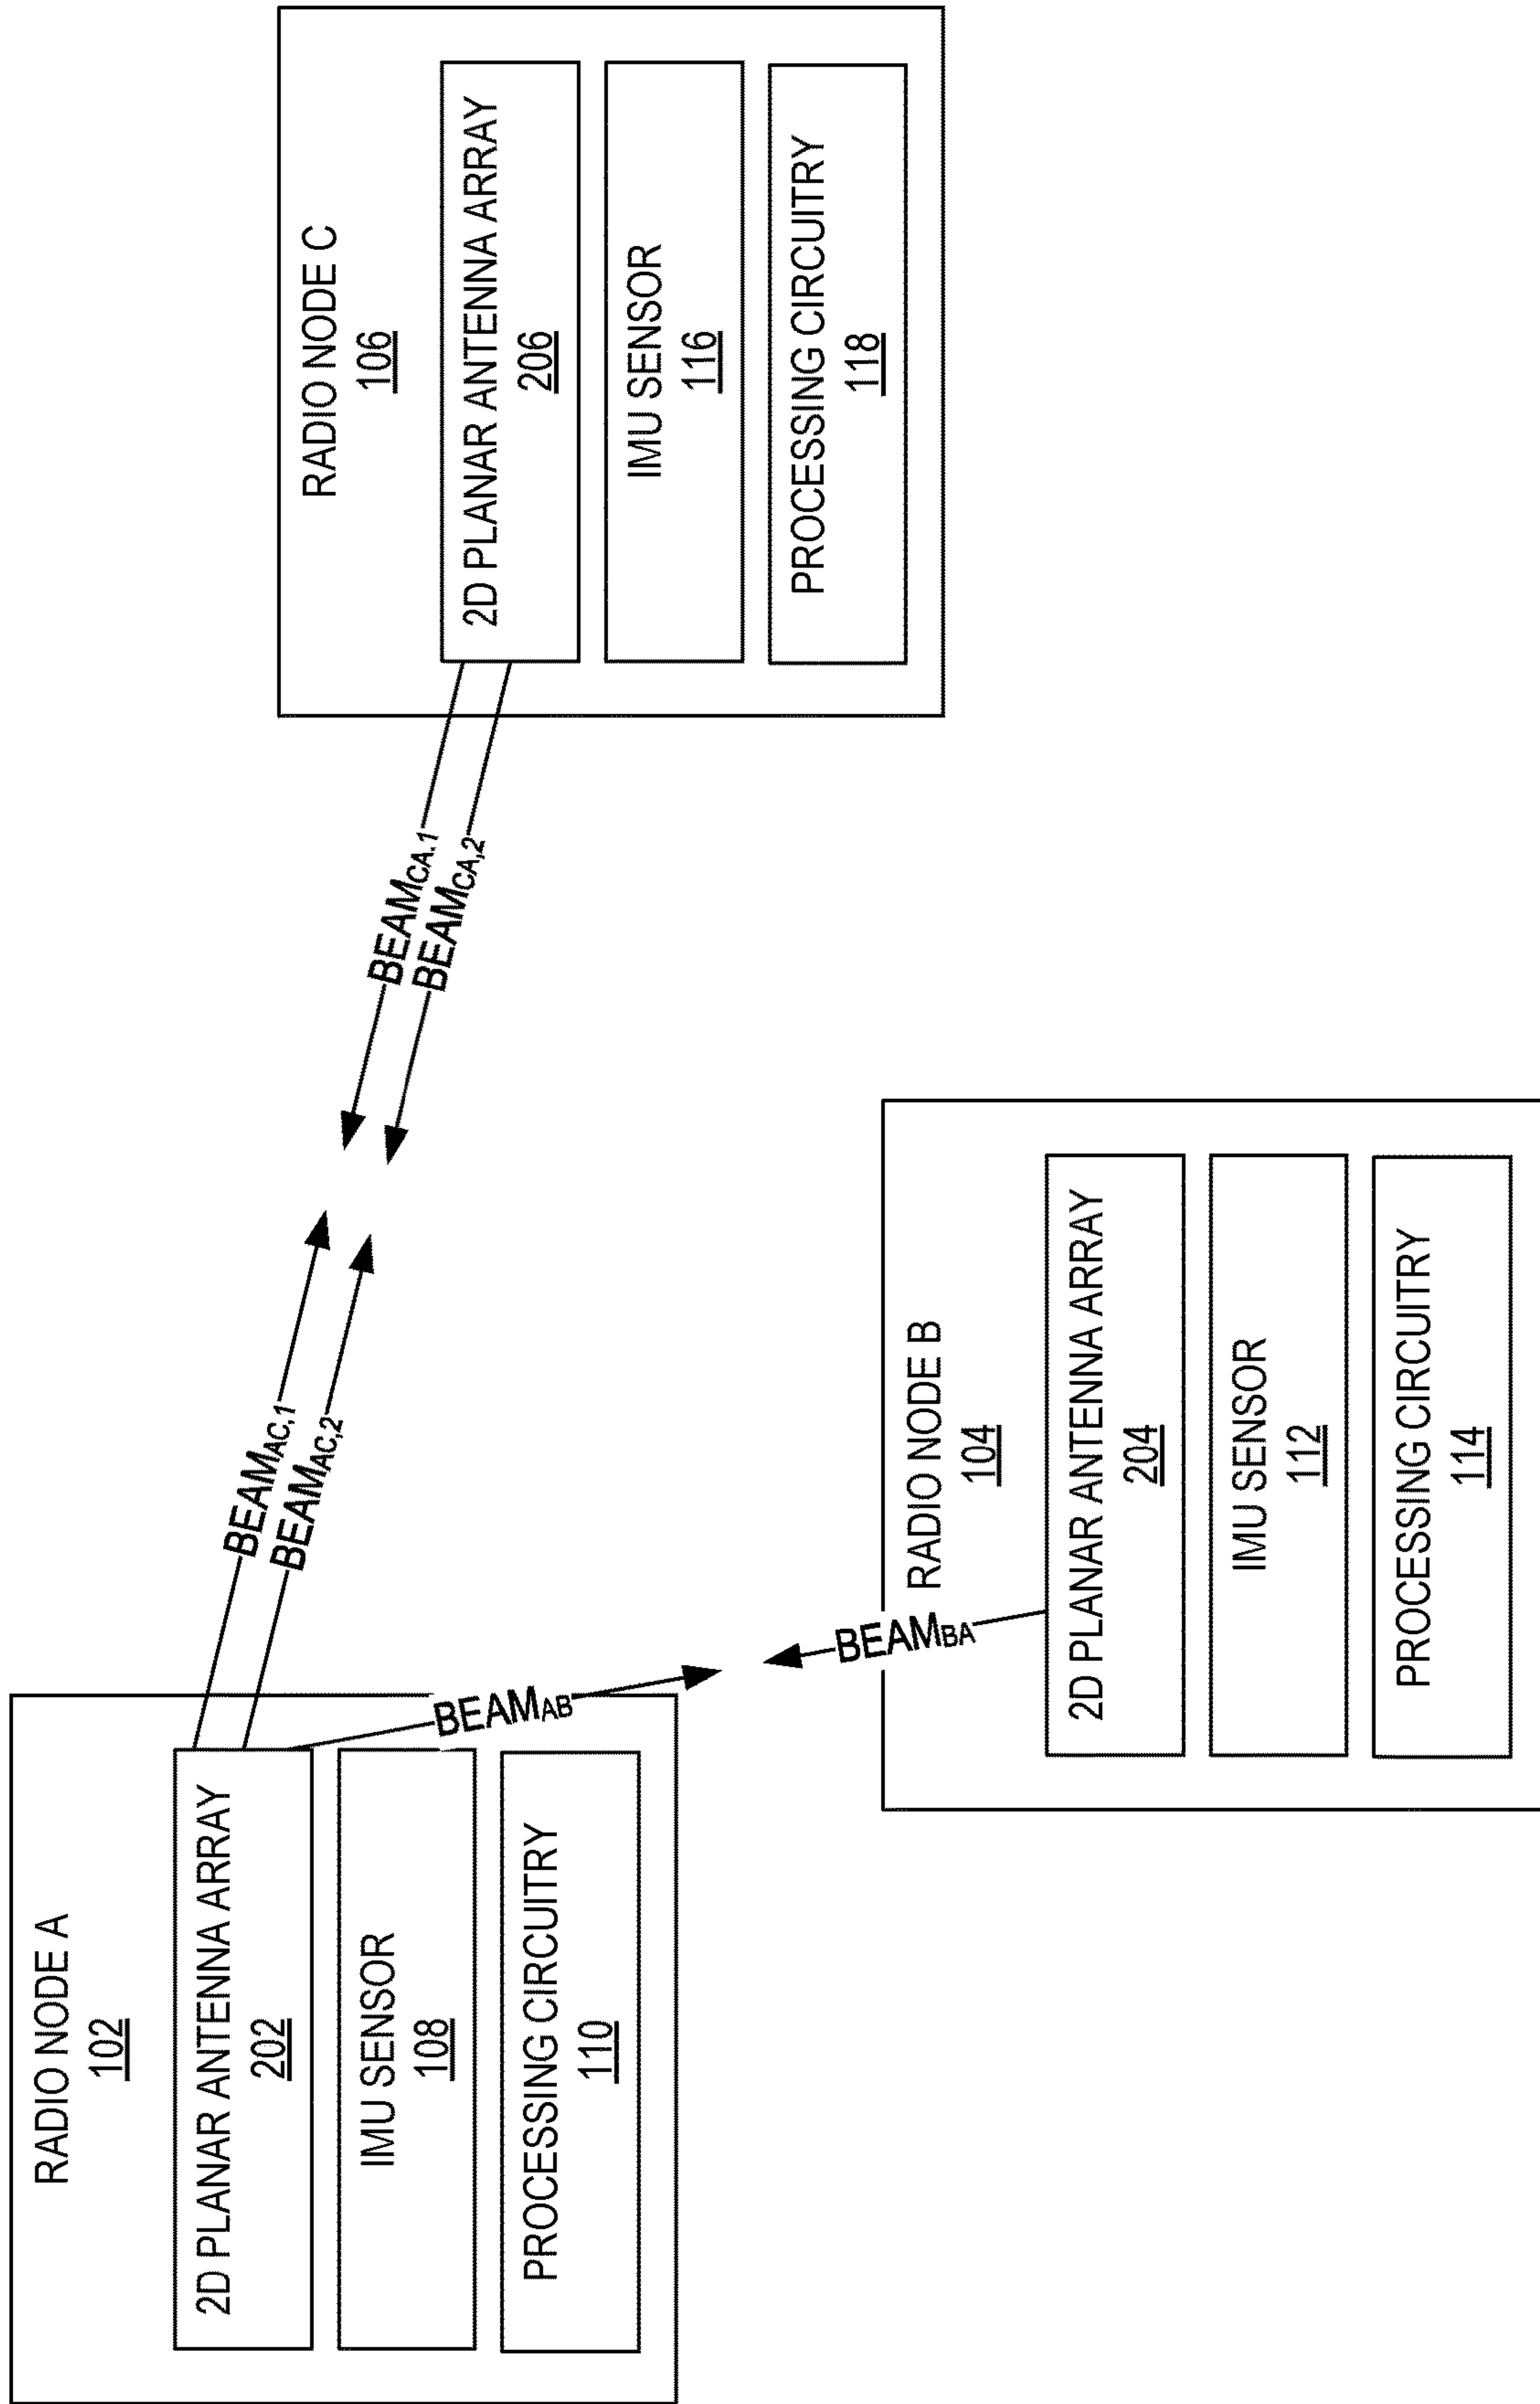 RADIO NODE A
102
2D PLANAR ANTENNA ARRAY
202
IMU SENSOR
108
PROCESSING CIRCUITRY
110
BEAMAC,1
BEAMAC,2
BEAMAB
BEAMCA.1
BEAMCA,2
BEAMBA
RADIO NODE C
106
2D PLANAR ANTENNA ARRAY
206
IMU SENSOR
116
PROCESSING CIRCUITRY
118
RADIO NODE B
104
2D PLANAR ANTENNA ARRAY
204
IMU SENSOR
112
PROCESSING CIRCUITRY
114